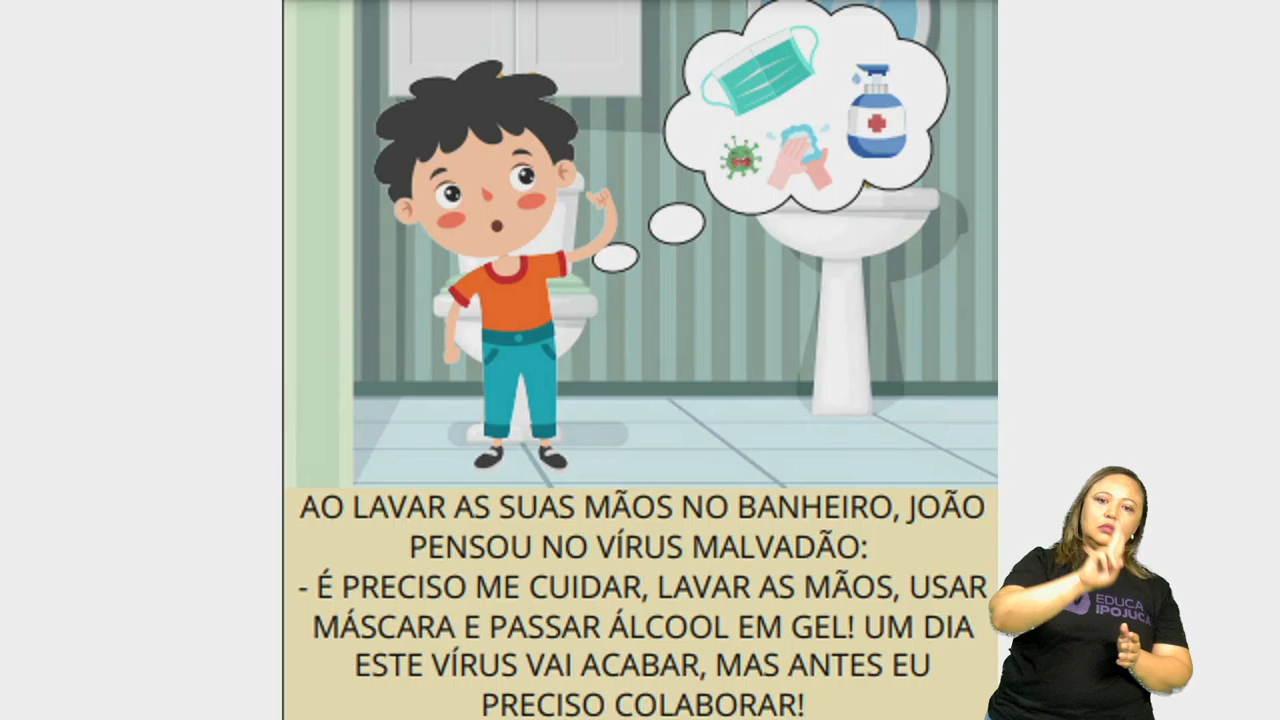 AO LAVAR AS SUAS MÃOS NO BANHEIRO, JOÃO
PENSOU NO VÍRUS MALVADÃO:
- É PRECISO ME CUIDAR, LAVAR AS MÃOS, USAR
MÁSCARA E PASSAR ÁLCOOL EM GEL! UM DIA
ESTE VÍRUS VAI ACABAR, MAS ANTES EU
PRECISO COLABORAR!
EDUCA
IPOJUCA